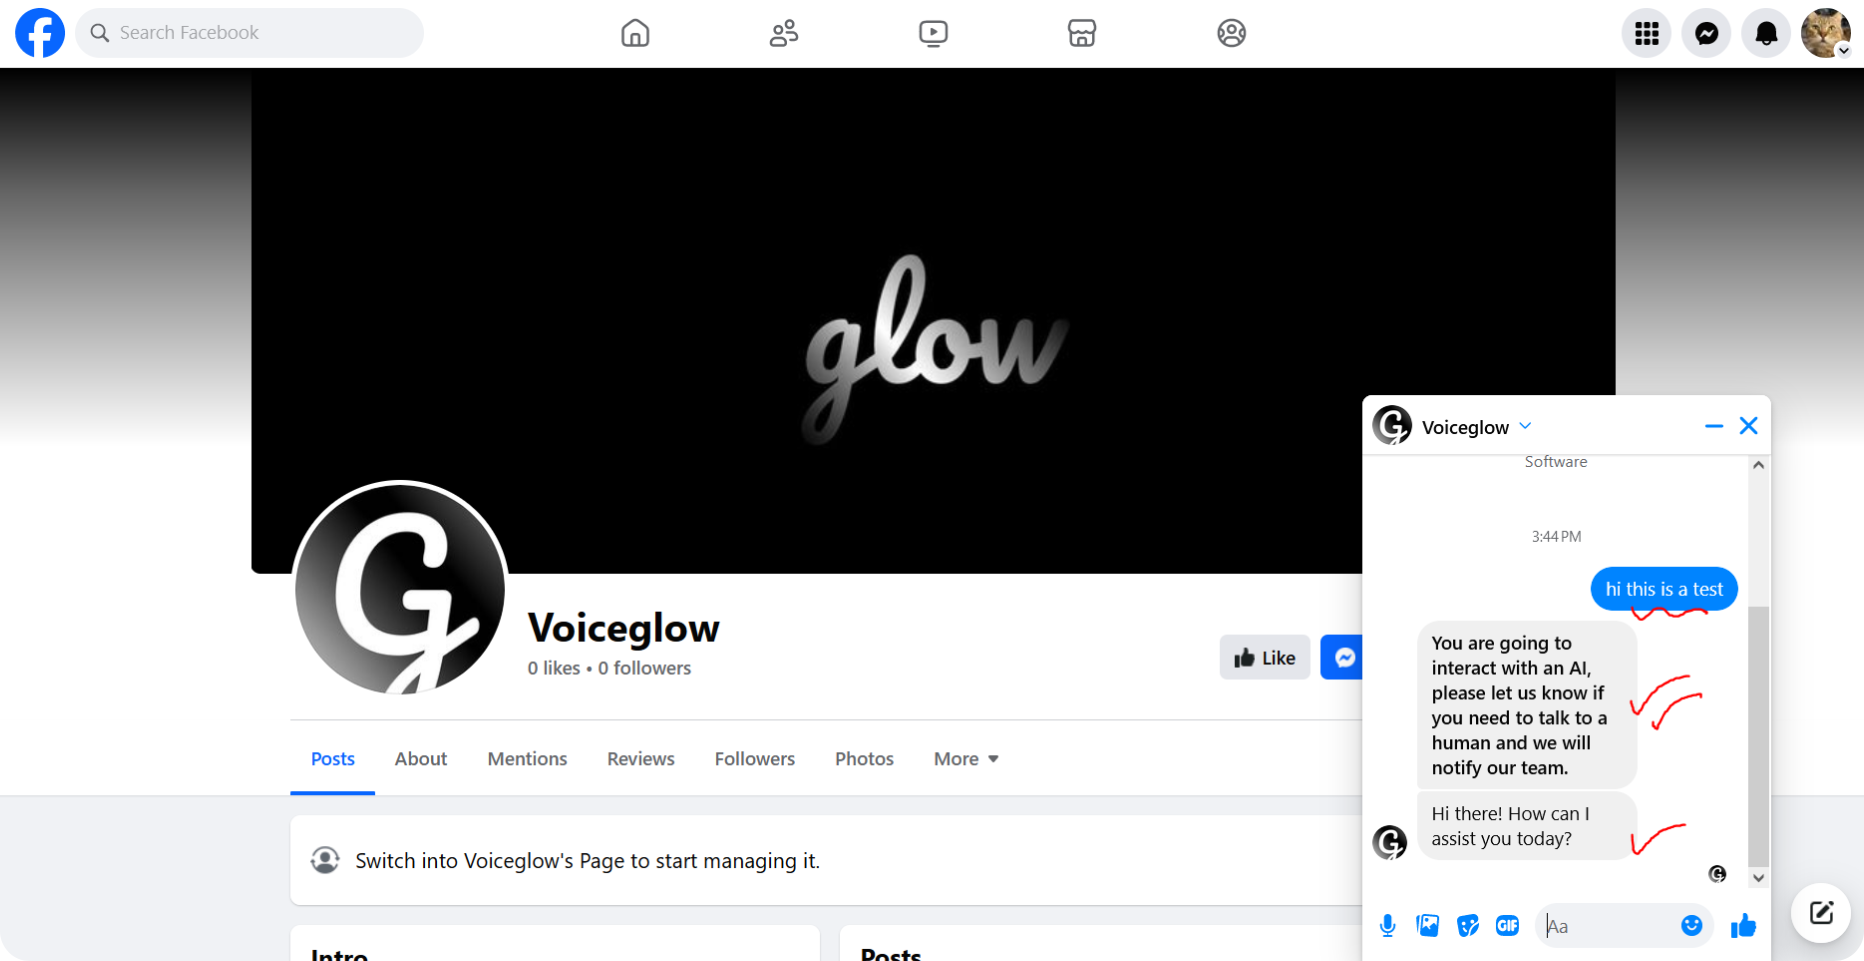 Search Facebook
glow
G
Voiceglow
0 likes • 0 followers
Like
Posts About Mentions Reviews Followers Photos More
Switch into Voiceglow's Page to start managing it.
Intro
Posts
G
Voiceglow
Software
3:44 PM
hi this is a test
You are going to
interact with an AI,
please let us know if
you need to talk to a
human and we will
notify our team.
Hi there! How can I
assist you today?
G
G
GIF
Aa